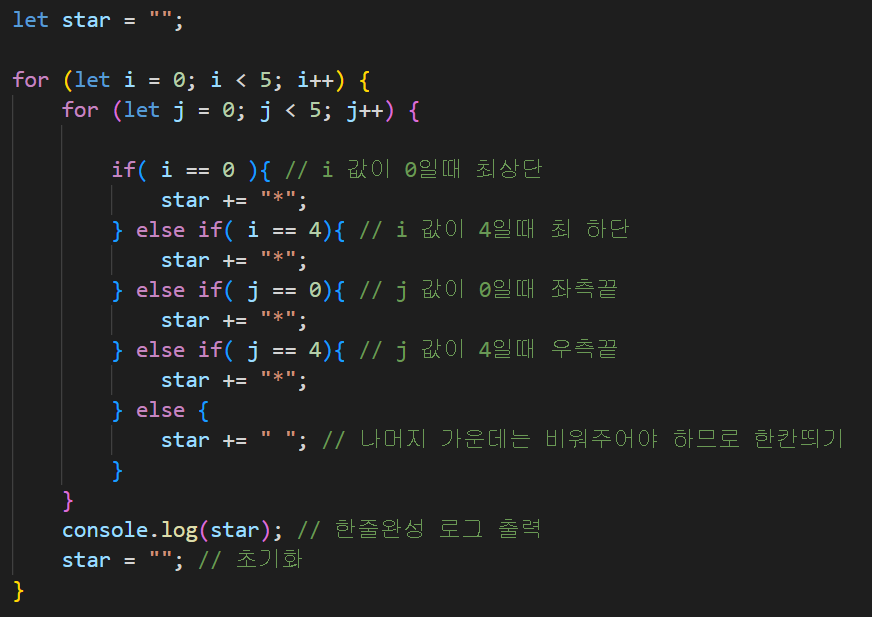 let star = "";
for (let i = 0; i < 5; i++) {
for (let j = 0; j < 5; j++) {
if( i == 0 ){ // i 값이 0일때 최상단
star += "*";
} else if( i == 4){ // i 값이 4일때 최 하단
star += "*";
} else if( j == 0){ // j 값이 0일때 좌측끝
star += "*";
} else if( j == 4){ // j 값이 4일때 우측끝
star += "*";
} else {
star += " "; // 나머지 가운데는 비워주어야 하므로 한칸띄기
}
}
console.log(star); // 한줄완성 로그 출력
star = ""; // 초기화
}